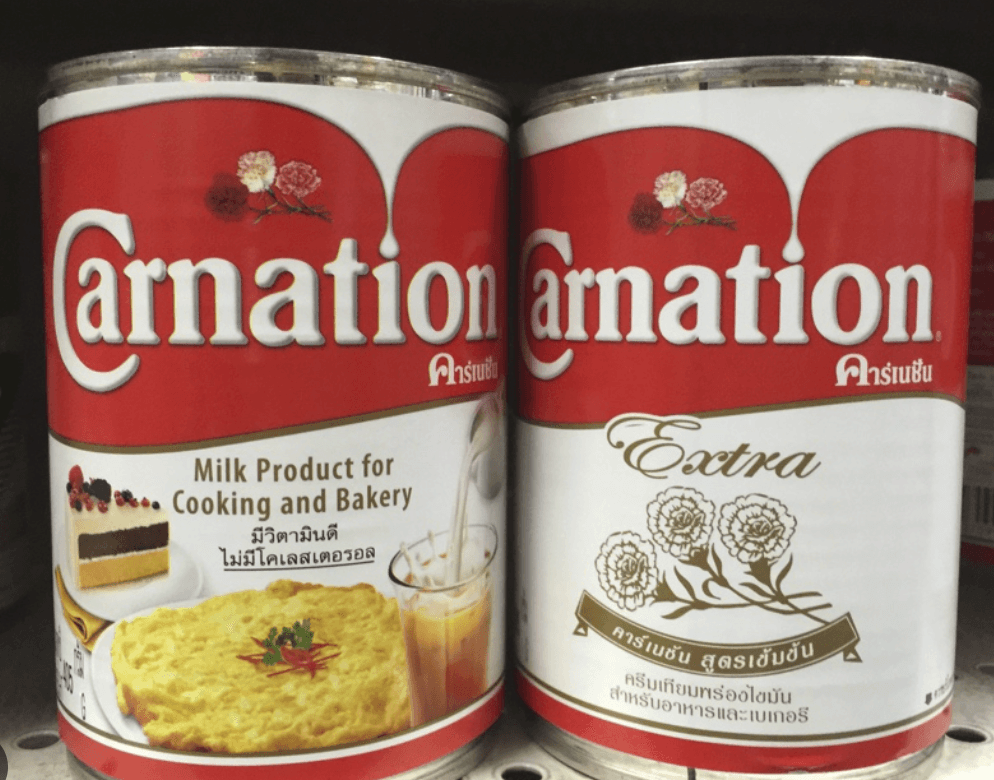 Carnation
คาร์เนชัน
Milk Product for
Cooking and Bakery
มีวิตามินดี
ไม่มีโคเลสเตอรอล
405
G
Carnation
คาร์เนชัน
Extra
คาร์เนชัน สูตรเข้มข้น
ครีมเทียมพร่องไขมัน
สำหรับอาหารและเบเกอรี